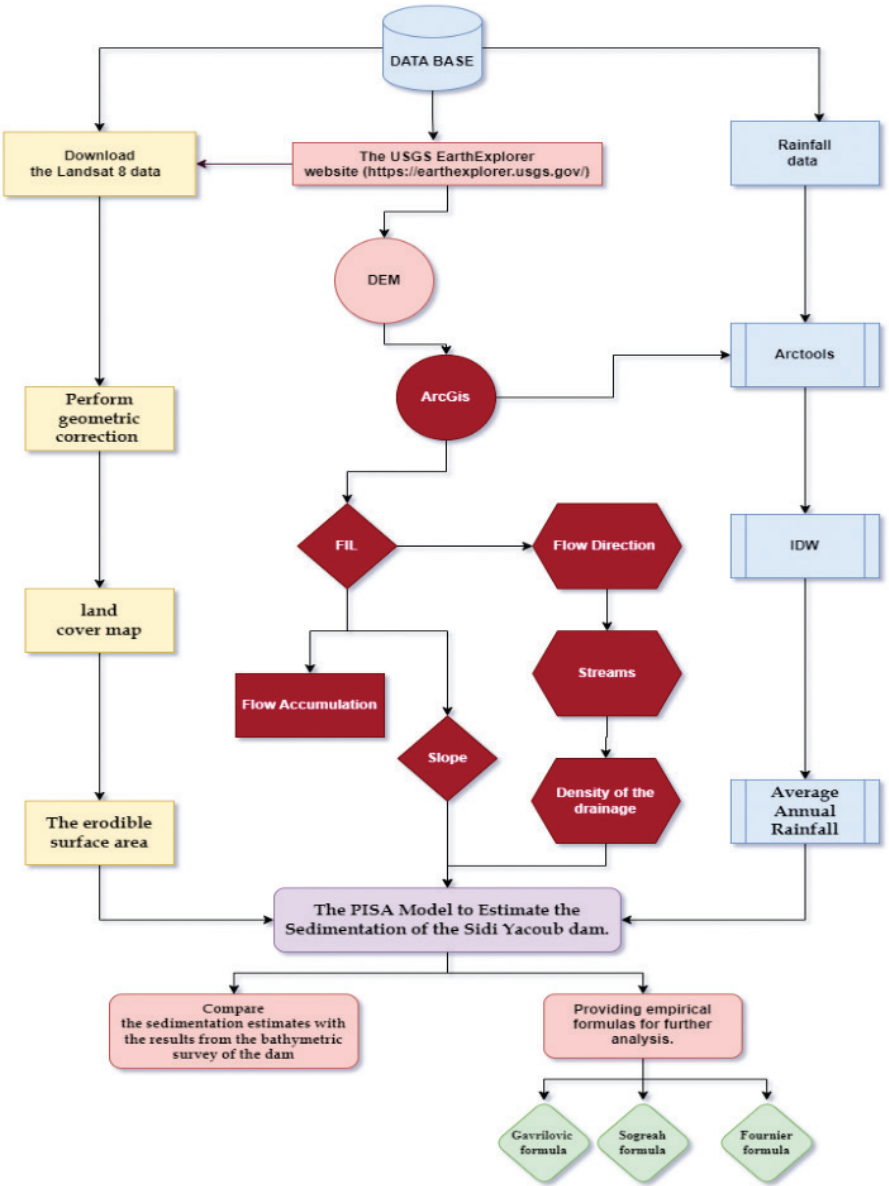 DATA BASE
Download
the Landsat 8 data
The USGS EarthExplorer
website (https://earthexplorer.usgs.gov/)
Rainfall
data
DEM
Arctools
ArcGis
Perform
geometric
correction
FIL
Flow Direction
IDW
land
cover map
Streams
Flow Accumulation
Slope
Density of the
drainage
Average
Annual
Rainfall
The erodible
surface area
The PISA Model to Estimate the
Sedimentation of the Sidi Yacoub dam.
Compare
the sedimentation estimates with
the results from the bathymetric
survey of the dam
Providing empirical
formulas for further
analysis.
Gavrilovic
formula
Sogreah
formula
Fournier
formula